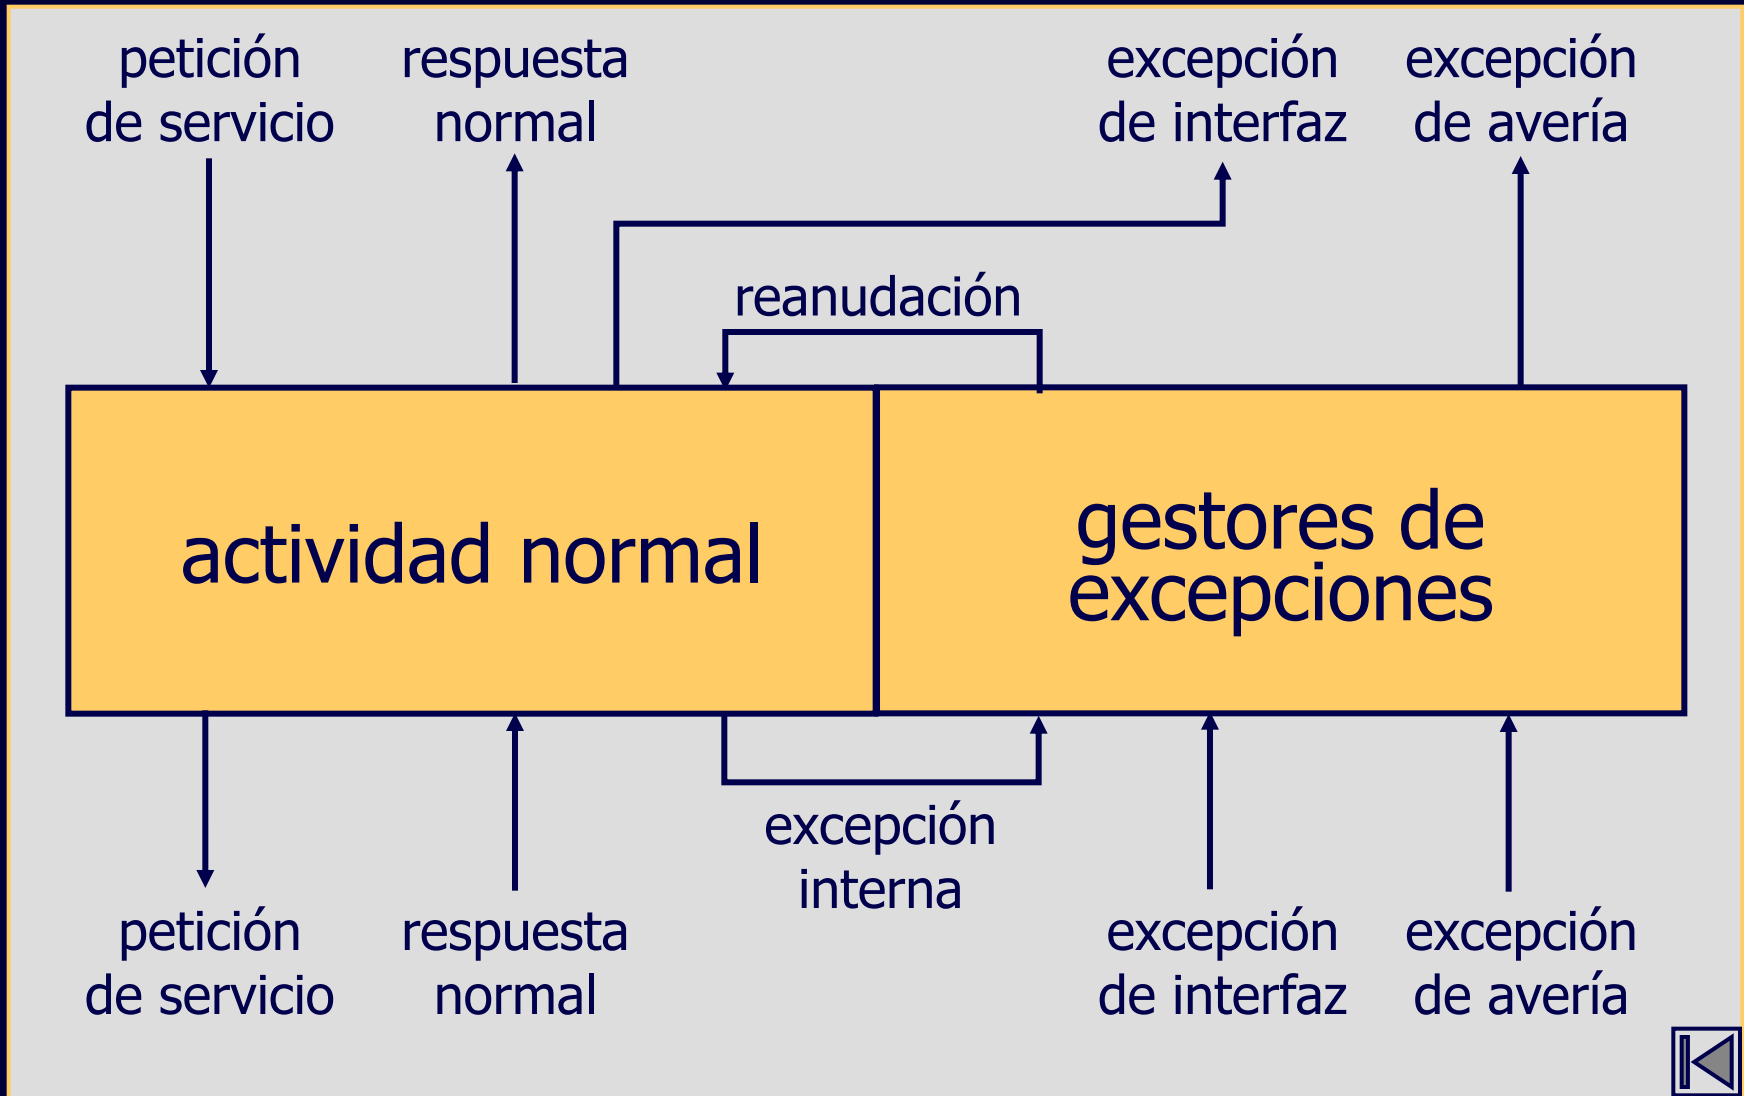 petición
de servicio
respuesta
normal
excepción
de interfaz
excepción
de avería
reanudación
actividad normal
gestores de
excepciones
excepción
interna
petición
de servicio
respuesta
normal
excepción
de interfaz
excepción
de avería